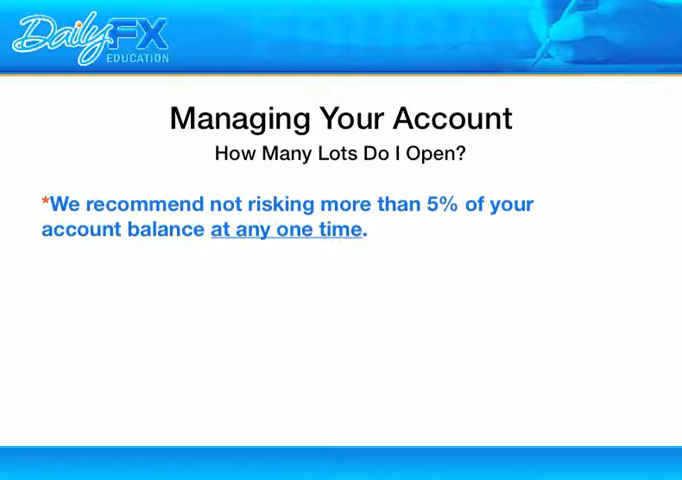 DailyFX
EDUCATION
Managing Your Account
How Many Lots Do I Open?
*We recommend not risking more than 5% of your
account balance at any one time.